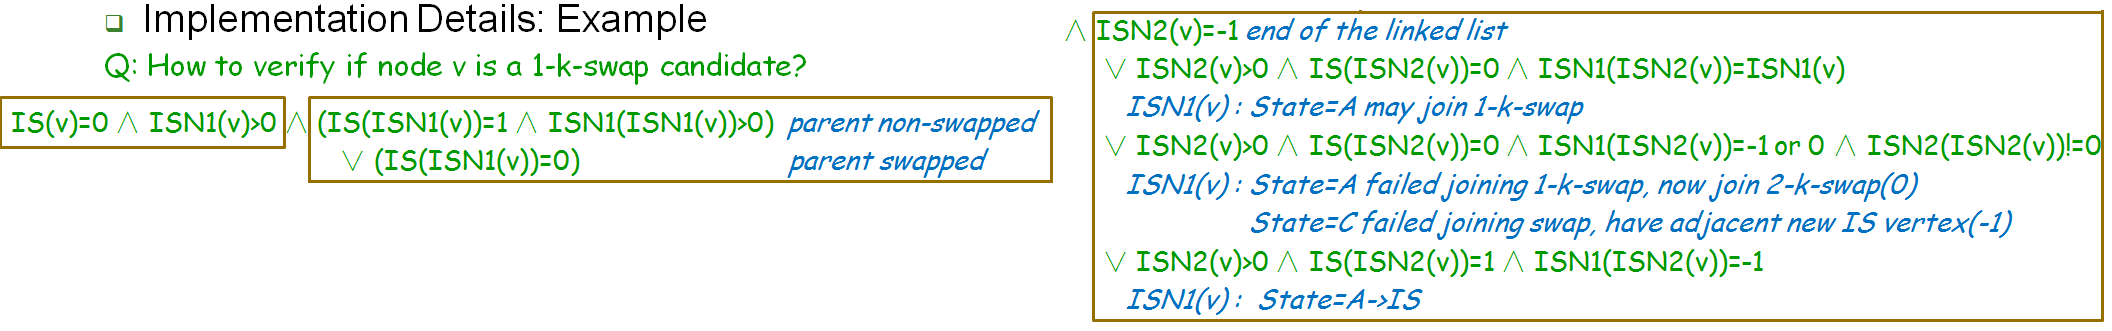 ❑ Implementation Details: Example
Q: How to verify if node v is a 1-k-swap candidate?
IS(v)=0 ∧ ISN1(v)>0 ∧ (IS(ISN1(v))=1 ∧ ISN1(ISN1(v))>0) parent non-swapped
∨ (IS(ISN1(v))=0) parent swapped
∧ ISN2(v)=-1 end of the linked list
∨ ISN2(v)>0 ∧ IS(ISN2(v))=0 ∧ ISN1(ISN2(v))=ISN1(v)
ISN1(v) : State=A may join 1-k-swap
∨ ISN2(v)>0 ∧ IS(ISN2(v))=0 ∧ ISN1(ISN2(v))=-1 or 0 ∧ ISN2(ISN2(v))!=0
ISN1(v) : State=A failed joining 1-k-swap, now join 2-k-swap(0)
State=C failed joining swap, have adjacent new IS vertex(-1)
∨ ISN2(v)>0 ∧ IS(ISN2(v))=1 ∧ ISN1(ISN2(v))=-1
ISN1(v) : State=A->IS